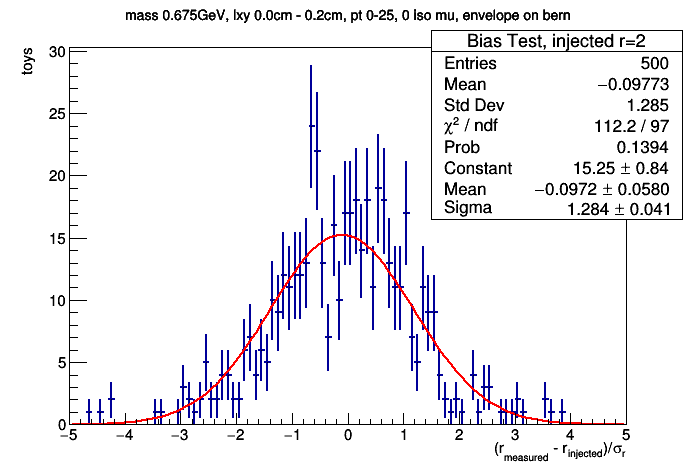 mass 0.675GeV, lxy 0.0cm - 0.2cm, pt 0-25, 0 Iso mu, envelope on bern
Bias Test, injected r=2
Entries 500
Mean −0.09773
Std Dev 1.285
χ² / ndf 112.2 / 97
Prob 0.1394
Constant 15.25 ± 0.84
Mean −0.0972 ± 0.0580
Sigma 1.284 ± 0.041
toys
30
25
20
15
10
5
0
−5 −4 −3 −2 −1 0 1 2 3 4 5
(r_measured - r_injected)/σ_r